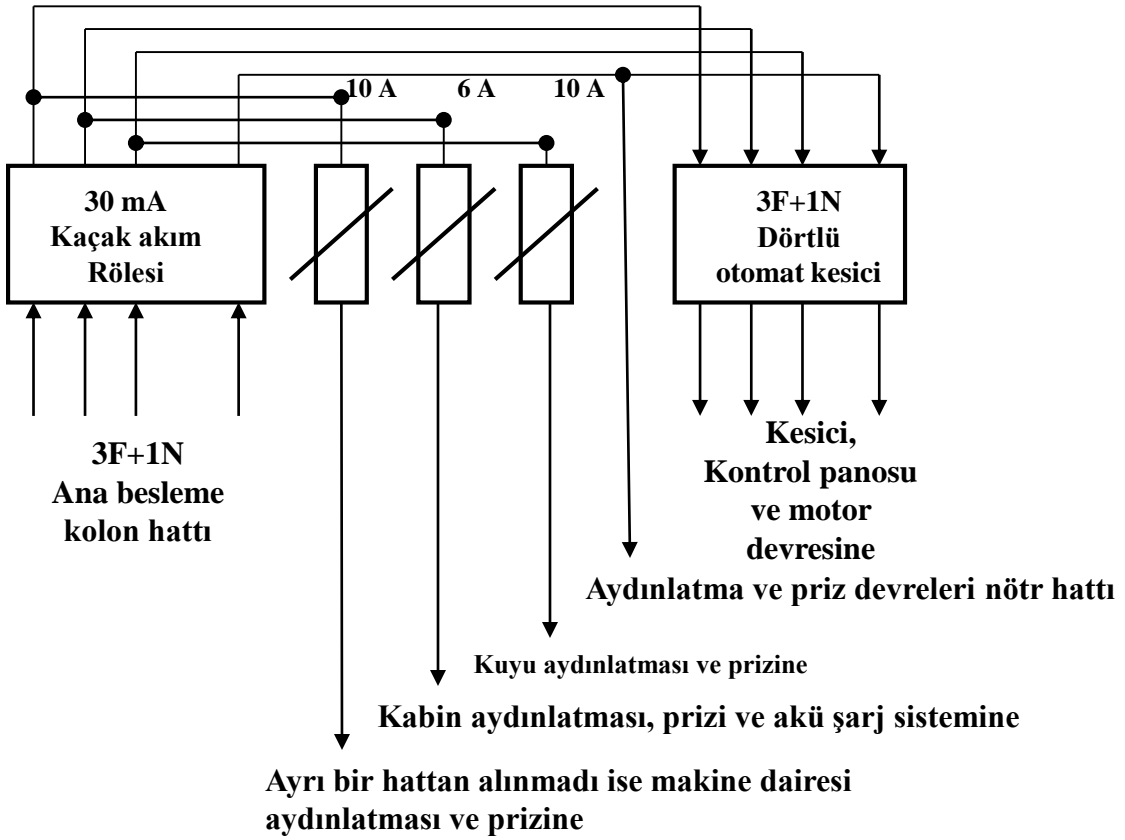 10 A
6 A
10 A
30 mA
Kaçak akım
Rölesi
3F+1N
Dörtlü
otomat kesici
3F+1N
Ana besleme
kolon hattı
Kesici,
Kontrol panosu
ve motor
devresine
Aydınlatma ve priz devreleri nötr hattı
Kuyu aydınlatması ve prizine
Kabin aydınlatması, prizi ve akü şarj sistemine
Ayrı bir hattan alınmadı ise makine dairesi
aydınlatması ve prizine